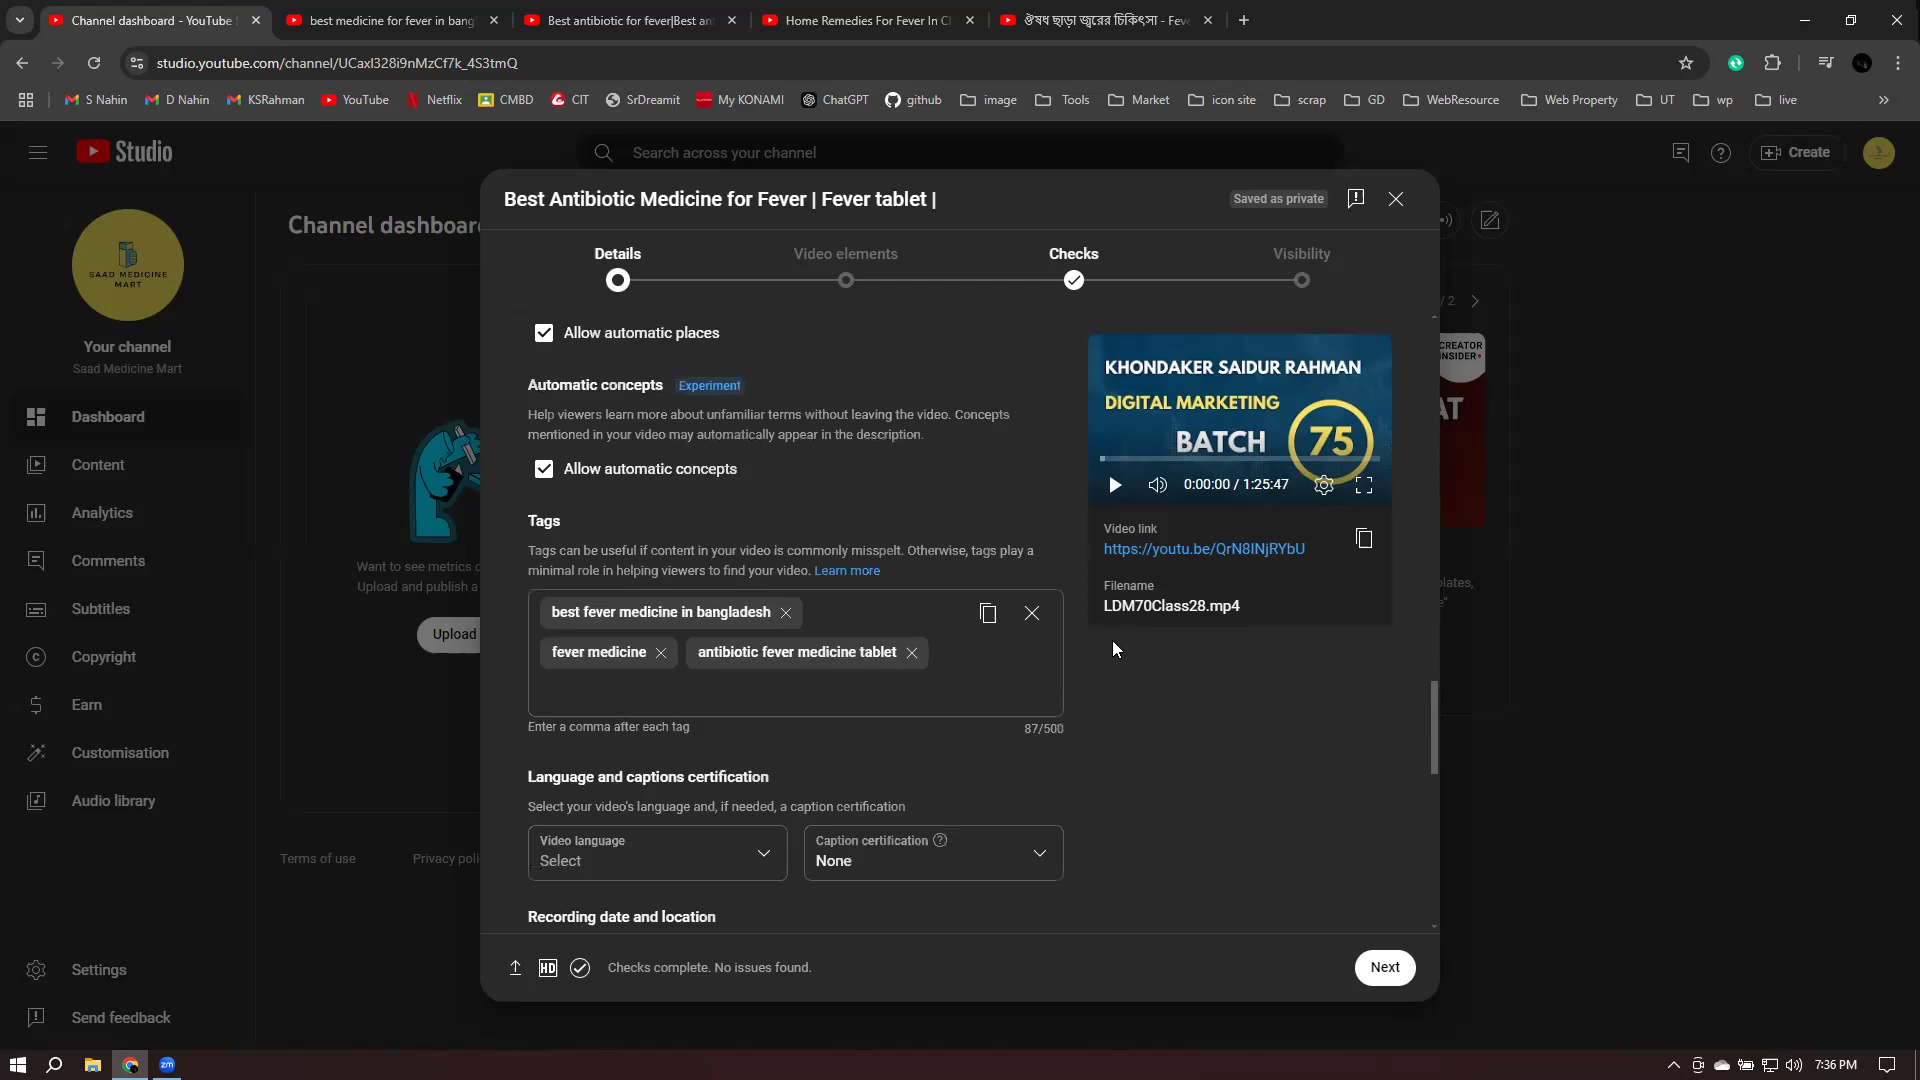 Channel dashboard - YouTube
best medicine for fever in bang
Best antibiotic for fever|Best an
Home Remedies For Fever In C
ঔষধ ছাড়া জ্বরের চিকিৎসা - Feve
studio.youtube.com/channel/UCaxl328i9nMzCf7k_4S3tmQ
S Nahin
D Nahin
KSRahman
YouTube
Netflix
CMBD
CIT
SrDreamit
My KONAMI
ChatGPT
github
image
Tools
Market
icon site
scrap
GD
WebResource
Web Property
UT
wp
live
Studio
Search across your channel
Create
SAAD MEDICINE
MART
Your channel
Saad Medicine Mart
Dashboard
Content
Analytics
Comments
Subtitles
Copyright
Earn
Customisation
Audio library
Settings
Send feedback
Channel dashboard
Want to see metrics
Upload and publish a
Upload
Terms of use
Privacy poli
/ 2
CREATOR
INSIDER
AT
plates,
Best Antibiotic Medicine for Fever | Fever tablet |
Saved as private
Details
Video elements
Checks
Visibility
Allow automatic places
Automatic concepts Experiment
Help viewers learn more about unfamiliar terms without leaving the video. Concepts
mentioned in your video may automatically appear in the description.
Allow automatic concepts
Tags
Tags can be useful if content in your video is commonly misspelt. Otherwise, tags play a
minimal role in helping viewers to find your video. Learn more
best fever medicine in bangladesh
fever medicine
antibiotic fever medicine tablet
Enter a comma after each tag
87/500
Language and captions certification
Select your video's language and, if needed, a caption certification
Video language
Select
Caption certification
None
Recording date and location
KHONDAKER SAIDUR RAHMAN
DIGITAL MARKETING
BATCH
75
0:00:00 / 1:25:47
Video link
https://youtu.be/QrN8INjRYbU
Filename
LDM70Class28.mp4
HD
Checks complete. No issues found.
Next
zm
7:36 PM